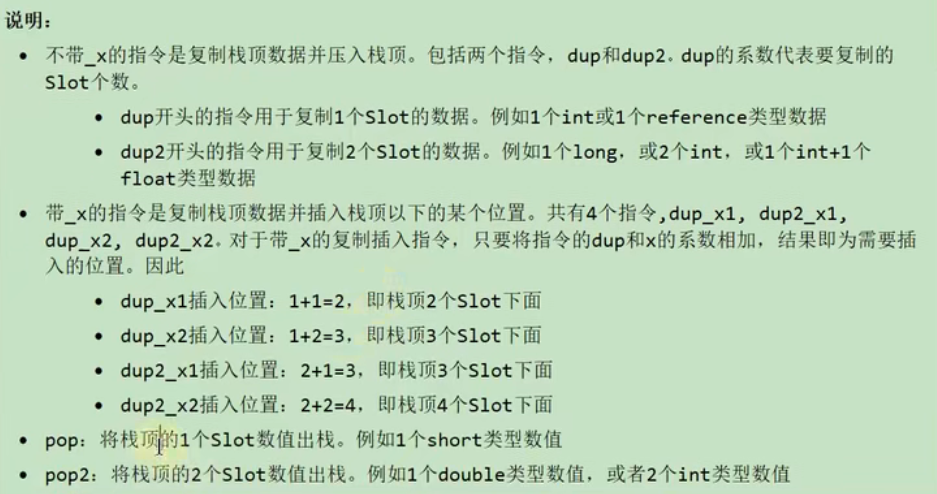 说明：
• 不带_x的指令是复制栈顶数据并压入栈顶。包括两个指令，dup和dup2。dup的系数代表要复制的
Slot个数。
• dup开头的指令用于复制1个Slot的数据。例如1个int或1个reference类型数据
• dup2开头的指令用于复制2个Slot的数据。例如1个long，或2个int，或1个int+1个
float类型数据
• 带_x的指令是复制栈顶数据并插入栈顶以下的某个位置。共有4个指令,dup_x1, dup2_x1,
dup_x2, dup2_x2。对于带_x的复制插入指令，只要将指令的dup和x的系数相加，结果即为需要插
入的位置。因此
• dup_x1插入位置：1+1=2，即栈顶2个Slot下面
• dup_x2插入位置：1+2=3，即栈顶3个Slot下面
• dup2_x1插入位置：2+1=3，即栈顶3个Slot下面
• dup2_x2插入位置：2+2=4，即栈顶4个Slot下面
• pop：将栈顶的1个Slot数值出栈。例如1个short类型数值
• pop2：将栈顶的2个Slot数值出栈。例如1个double类型数值，或者2个int类型数值